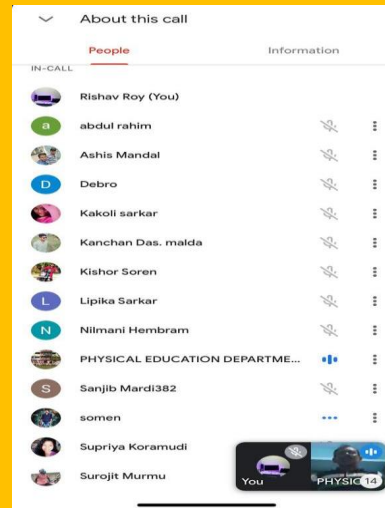 About this call
People Information
IN-CALL
Rishav Roy (You)
a abdul rahim
Ashis Mandal
D Debro
Kakoli sarkar
Kanchan Das. malda
Kishor Soren
L Lipika Sarkar
N Nilmani Hembram
PHYSICAL EDUCATION DEPARTME...
S Sanjib Mardi382
somen
Supriya Koramudi
Surojit Murmu
You PHYSIC 14